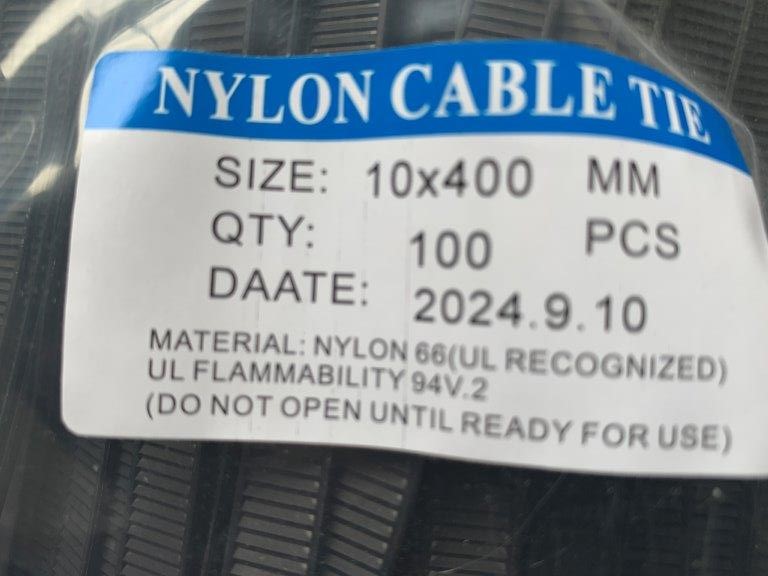 NYLON CABLE TIE
SIZE: 10x400 MM
QTY: 100 PCS
DAATE: 2024.9.10
MATERIAL: NYLON 66(UL RECOGNIZED)
UL FLAMMABILITY 94V.2
(DO NOT OPEN UNTIL READY FOR USE)